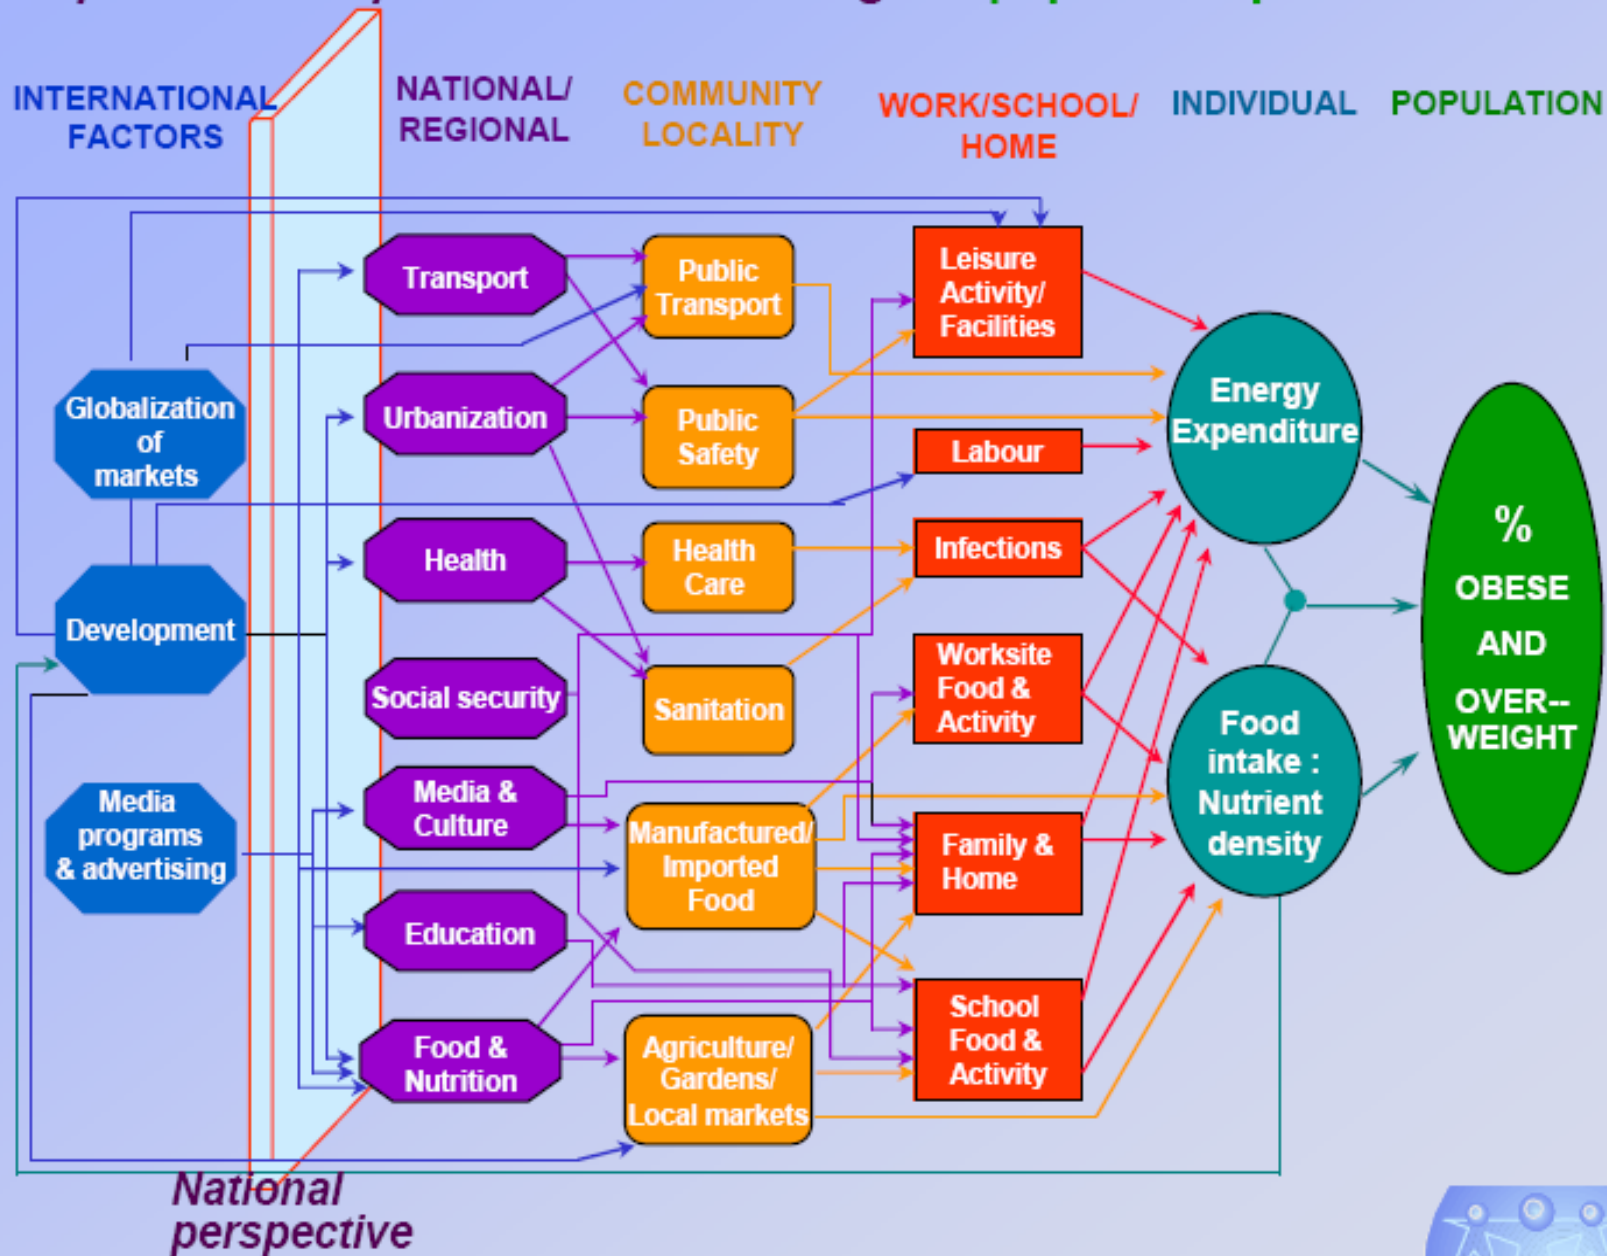 INTERNATIONAL
FACTORS
NATIONAL/
REGIONAL
COMMUNITY
LOCALITY
WORK/SCHOOL/
HOME
INDIVIDUAL
POPULATION
Globalization
of
markets
Development
Media
programs
& advertising
Transport
Urbanization
Health
Social security
Media &
Culture
Education
Food &
Nutrition
Public
Transport
Public
Safety
Health
Care
Sanitation
Manufactured/
Imported
Food
Agriculture/
Gardens/
Local markets
Leisure
Activity/
Facilities
Labour
Infections
Worksite
Food &
Activity
Family &
Home
School
Food &
Activity
Energy
Expenditure
Food
intake :
Nutrient
density
%
OBESE
AND
OVER--
WEIGHT
National
perspective